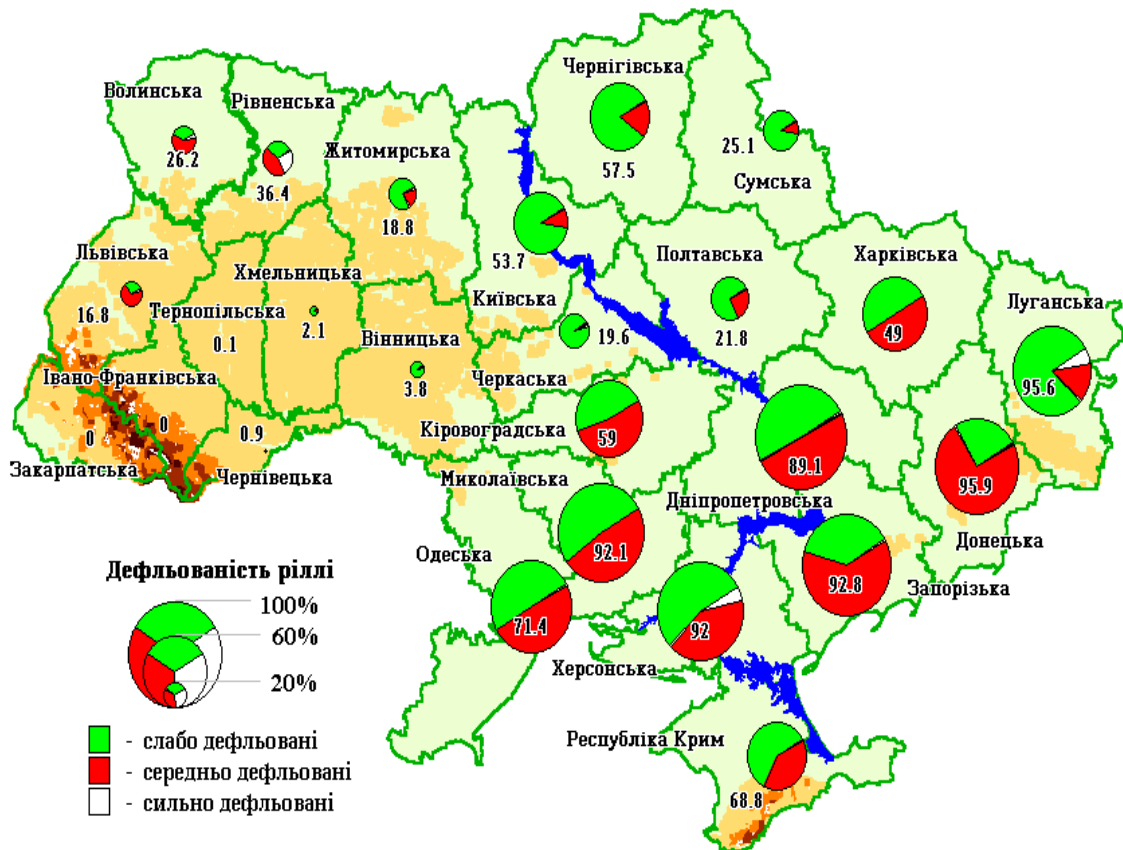 Чернігівська
57.5
25.1
Сумська
Волинська
26.2
Рівненська
36.4
Житомирська
18.8
53.7
Київська
Полтавська
21.8
Харківська
49
Луганська
95.6
Львівська
16.8
Тернопільська
0.1
Хмельницька
2.1
Вінницька
3.8
19.6
Черкаська
Івано-Франківська
0
0
Закарпатська
0.9
Чернівецька
Кіровоградська
59
89.1
Дніпропетровська
95.9
Донецька
Миколаївська
92.1
Одеська
71.4
92.8
Запорізька
92
Херсонська
Республіка Крим
68.8
Дефльованість ріллі
100%
60%
20%
- слабо дефльовані
- середньо дефльовані
- сильно дефльовані